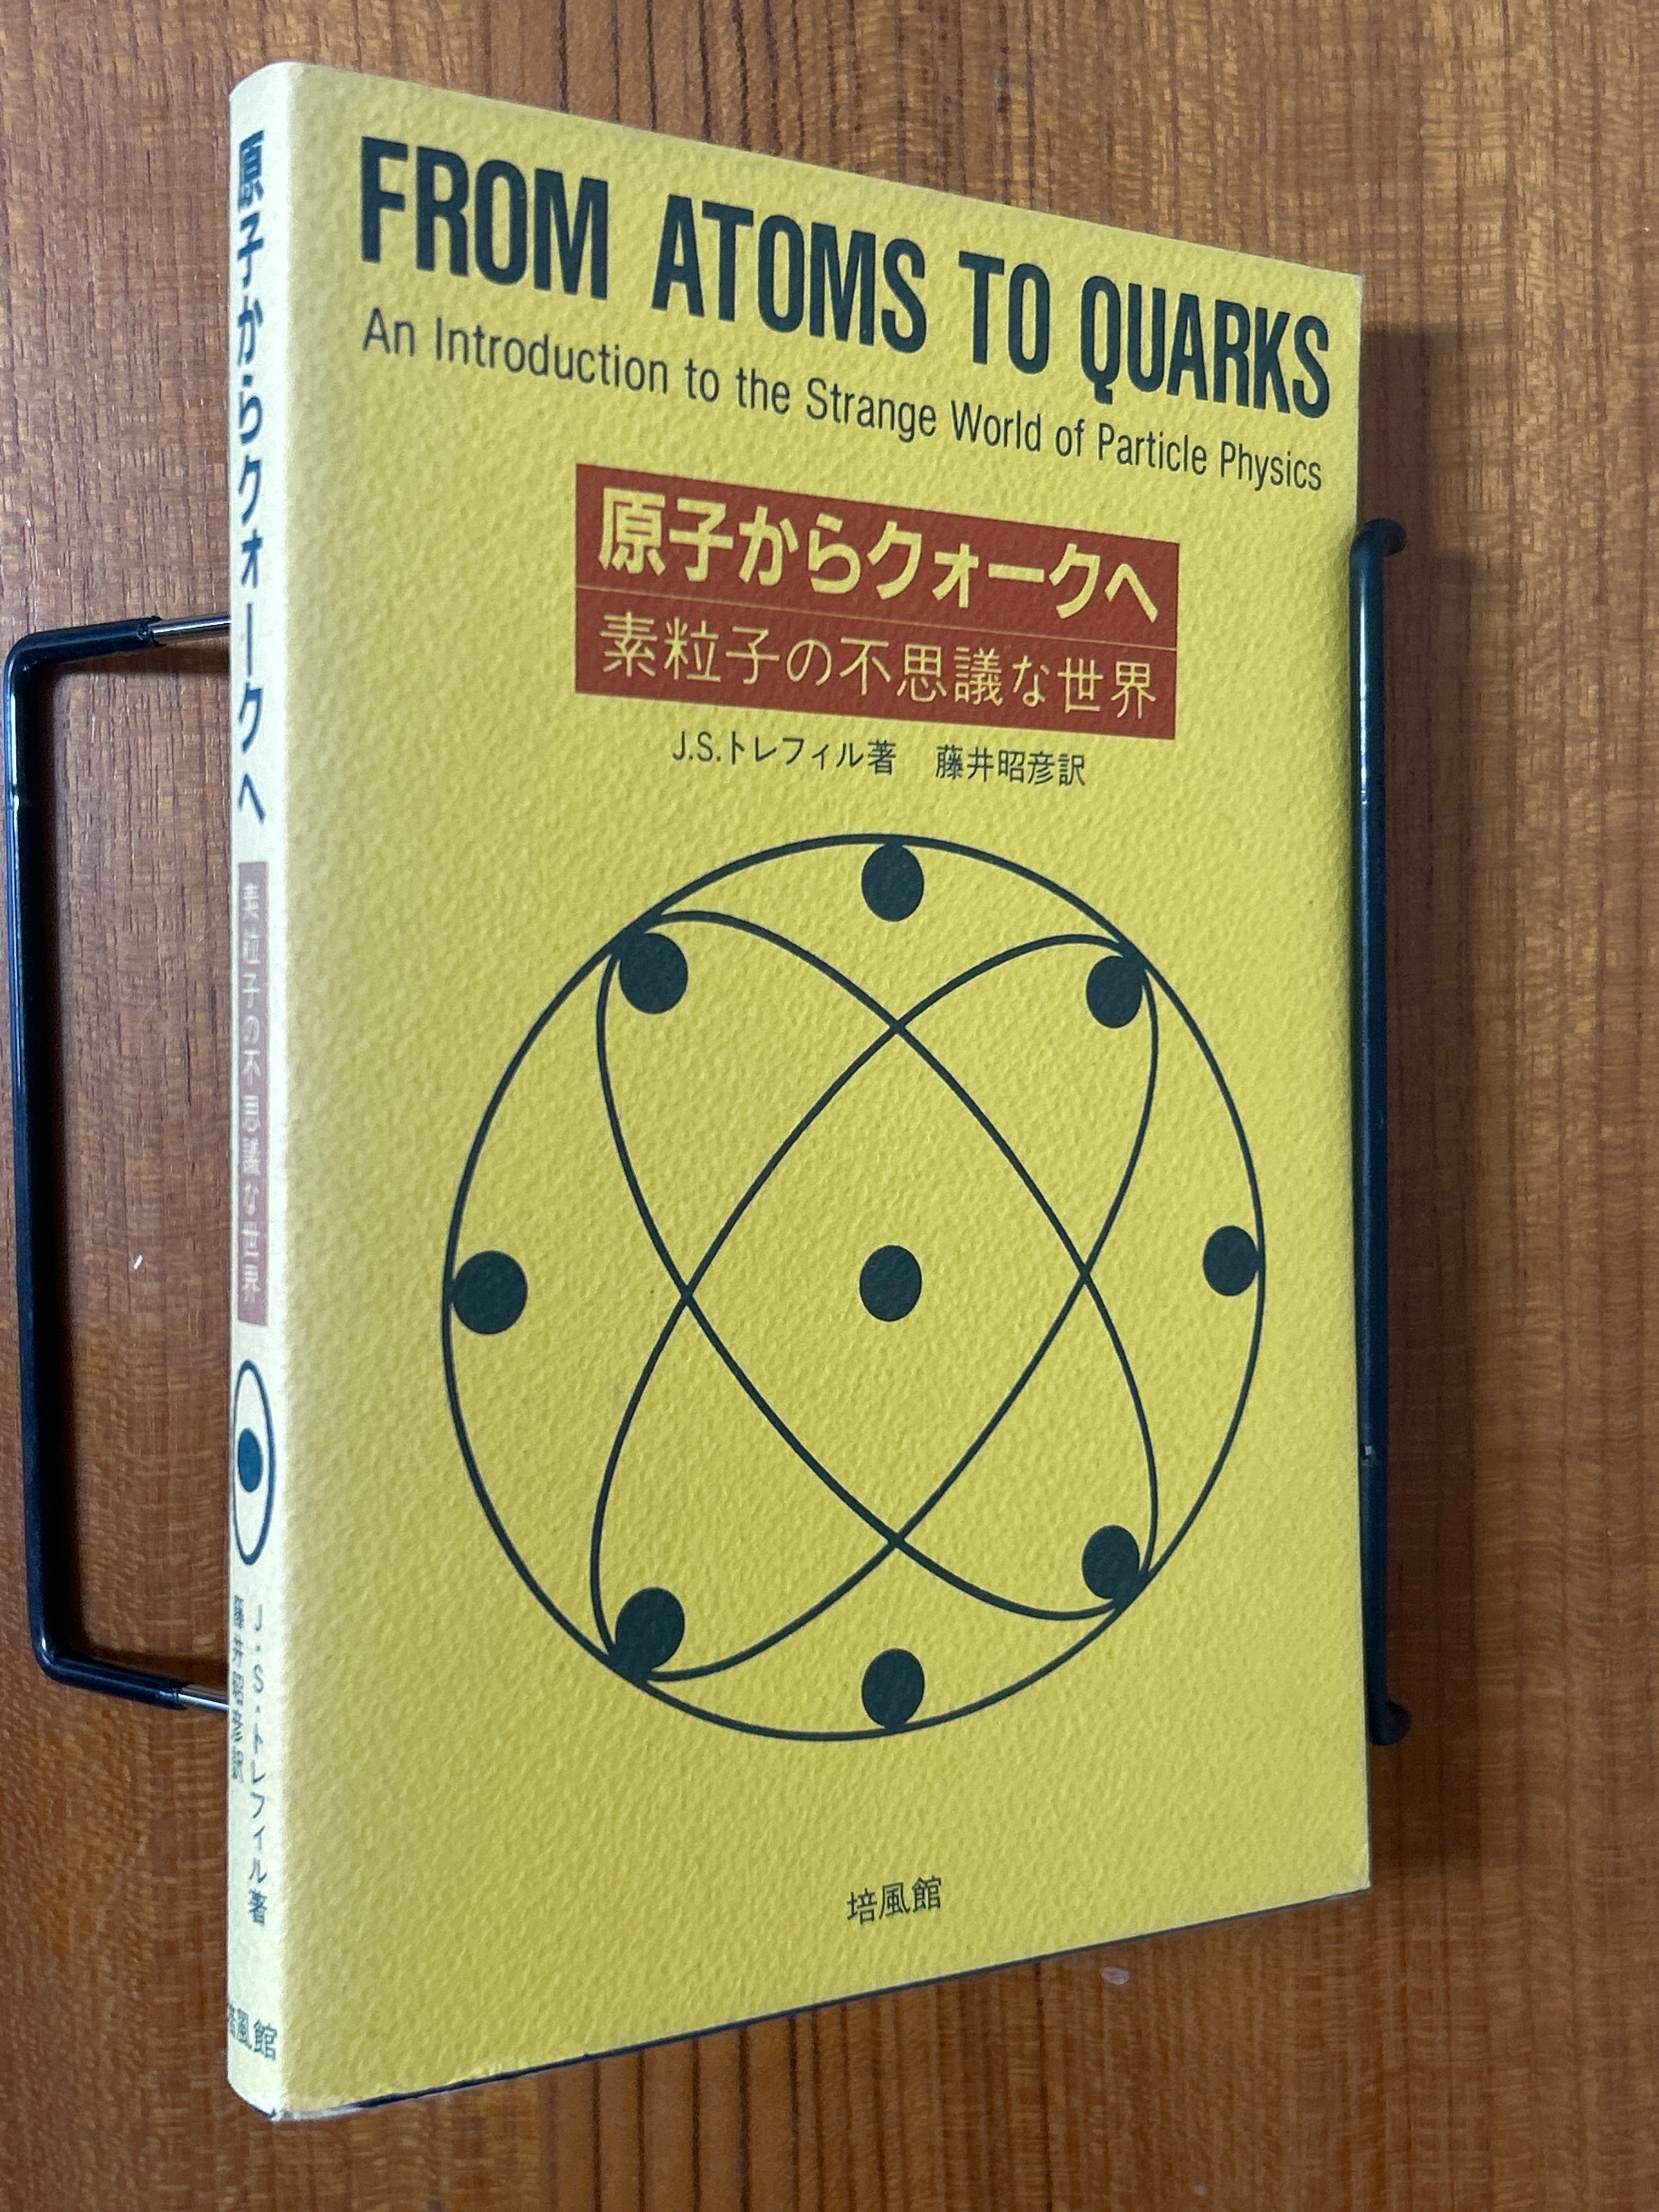 FROM ATOMS TO QUARKS
An Introduction to the Strange World of Particle Physics
原子からクォークへ
素粒子の不思議な世界
J.S.トレフィル著 藤井昭彦訳
培風館
原子からクォークへ
素粒子の不思議な世界
J.S.トレフィル著
藤井昭彦訳
培風館